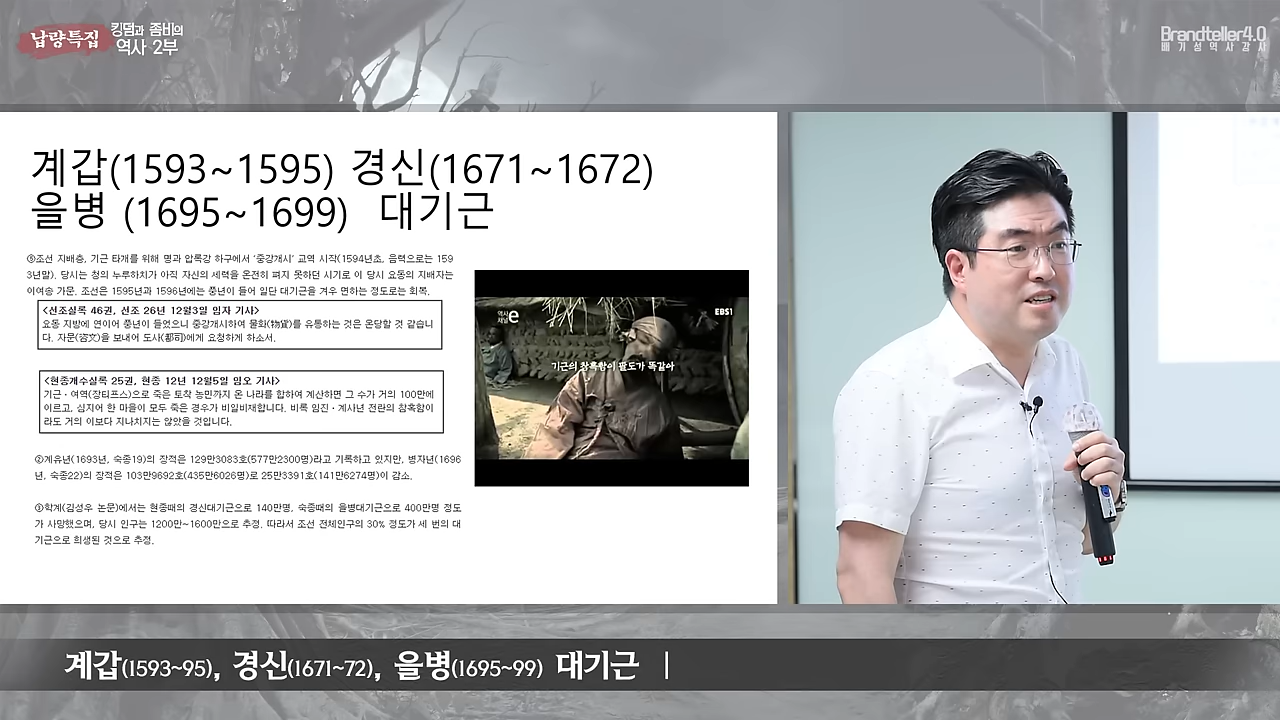 납량특집
킹덤과 좀비의
역사 2부
Brandteller4.0
배기성역사강사
계갑(1593~1595) 경신(1671~1672)
을병 (1695~1699) 대기근
⑤조선 지배층, 기근 타개를 위해 명과 압록강 하구에서 '중강개시' 교역 개시(1594년초, 음력으로는 159
3년말). 당시는 청의 누루하치가 아직 자신의 세력을 온전히 펴지 못하던 시기로 이 당시 요동의 지배자는
이여송 가문. 조선은 1595년과 1596년에는 풍년이 들어 일단 대기근을 겨우 면하는 정도로는 회복.
<선조실록 46권, 선조 26년 12월3일 임자 기사>
요동 지방에 연이어 풍년이 들었으니 중강개시하여 물화(物貨)를 유통하는 것은 온당할 것 같습니
다. 자문(咨文)을 보내어 도사(都司)에게 요청하게 하소서.
<현종개수실록 25권, 현종 12년 12월5일 임오 기사>
기근·여역(장티프스)으로 죽은 토착 농민까지 온 나라를 합하여 계산하면 그 수가 거의 100만에
이르고, 심지어 한 마을이 모두 죽은 경우가 비일비재합니다. 비록 임진·계사년 전란의 참혹함이
라도 거의 이보다 지나치지는 않았을 것입니다.
②계유년(1693년, 숙종19)의 장적은 129만3083호(577만2300명)라고 기록하고 있지만, 병자년(1696
년, 숙종22)의 장적은 103만9692호(435만6026명)로 25만3391호(141만6274명)이 감소.
③학계(김성우 논문)에서는 현종때의 경신대기근으로 140만명, 숙종때의 을병대기근으로 400만명 정도
가 사망했으며, 당시 인구는 1200만~1600만으로 추정. 따라서 조선 전체인구의 30% 정도가 세 번의 대
기근으로 희생된 것으로 추정.
역사
채널e
EBS1
기근의 참혹함이 팔도가 똑같아
계갑(1593~95), 경신(1671~72), 을병(1695~99) 대기근